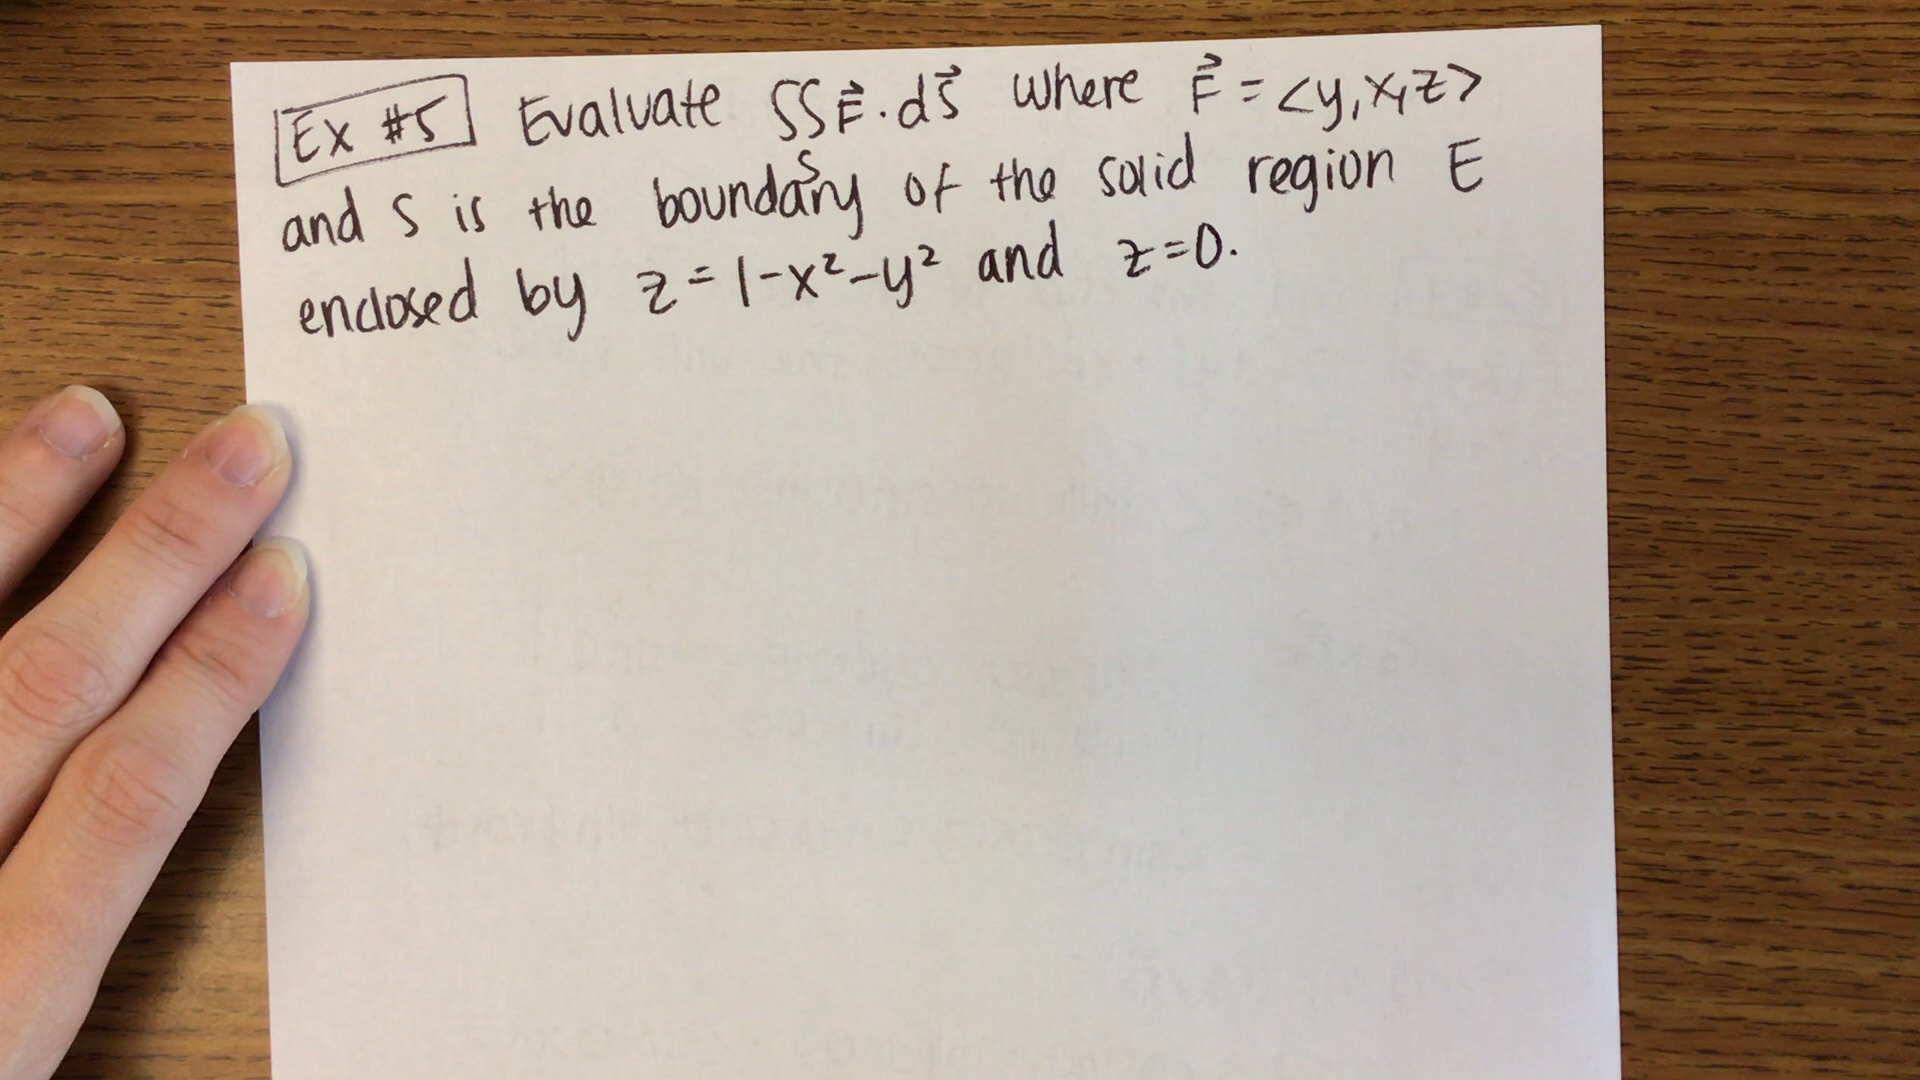 Ex #5 Evaluate ∫∫_S F⃗ · dS⃗ where F⃗ = <y, x, z>
and S is the boundary of the solid region E
enclosed by z = 1-x²-y² and z=0.